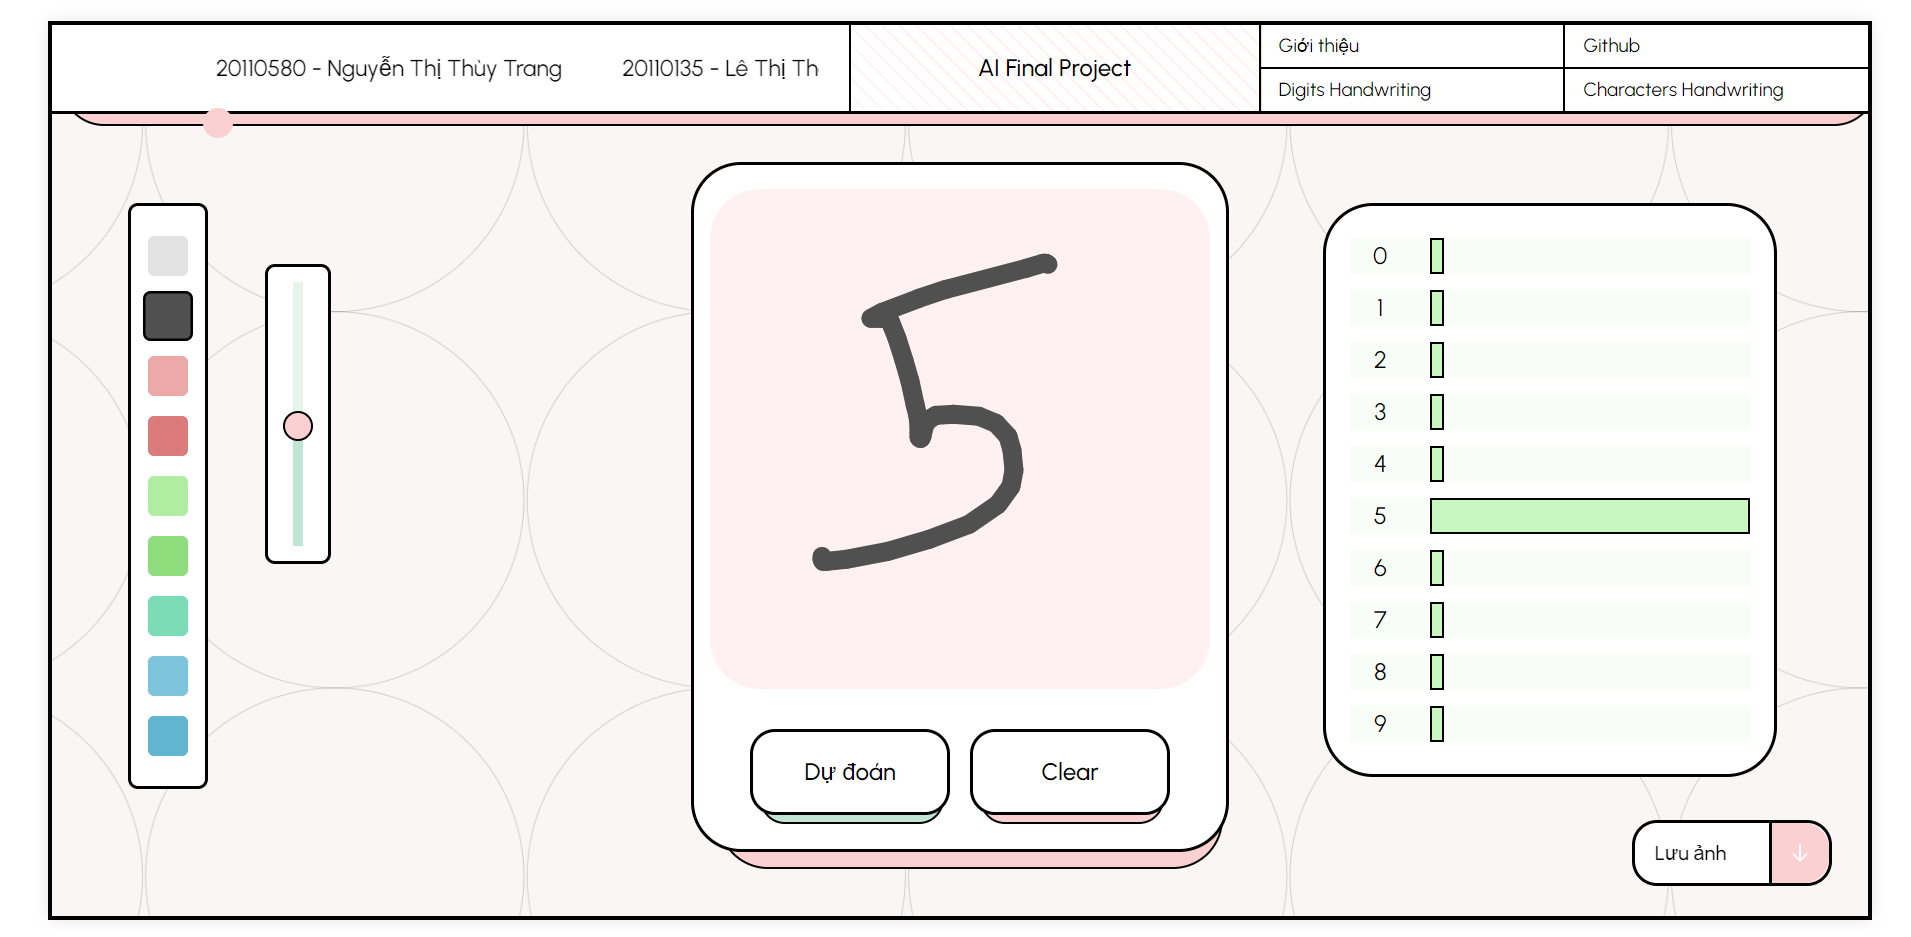 20110580 - Nguyễn Thị Thùy Trang 20110135 - Lê Thị Th
AI Final Project
Giới thiệu
Github
Digits Handwriting
Characters Handwriting
5
0
1
2
3
4
5
6
7
8
9
Dự đoán
Clear
Lưu ảnh